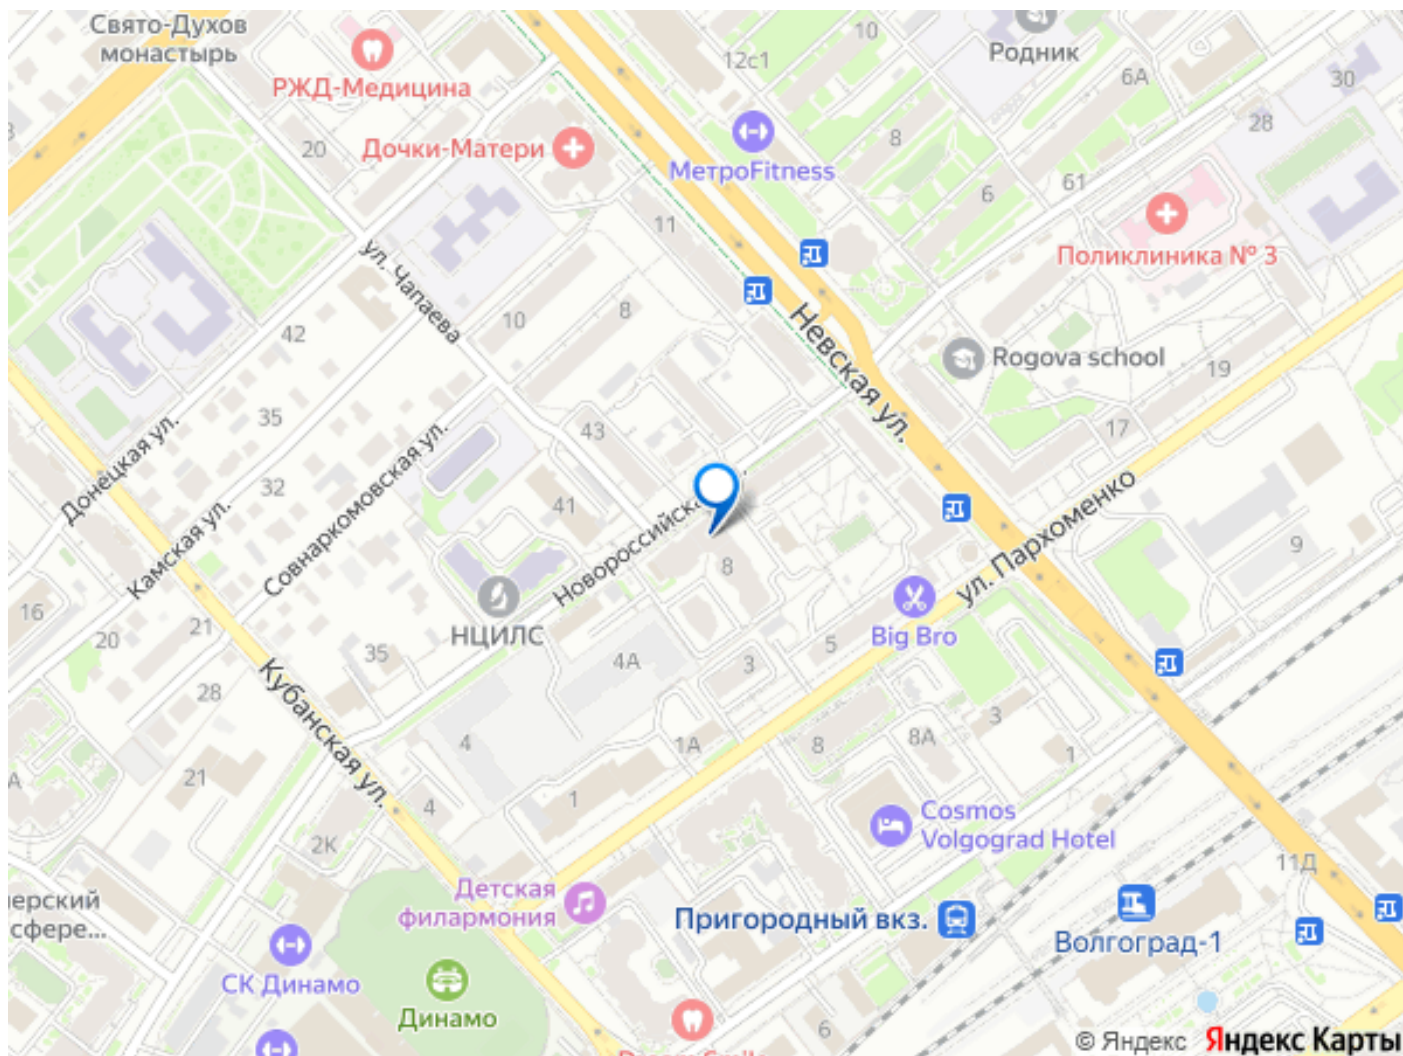 Свято-Духов
монастырь
РЖД-Медицина
12с1
10
Родник
6А
30
20
Дочки-Матери
МетроFitness
8
28
61
6
11
Поликлиника № 3
ул. Чапаева
10
8
42
Невская ул.
Rogova school
19
35
43
17
Донецкая ул.
Совнаркомовская ул.
32
41
Новороссийск
ул. Пархоменко
9
Камская ул.
8
16
20
21
НЦИЛС
Big Bro
5
35
4А
3
28
Кубанская ул.
3
4
1А
8
8А
1
21
А
4
1
2К
Cosmos
Volgograd Hotel
11Д
Детская
филармония
Пригородный вкз.
Волгоград-1
ерский
сфере...
СК Динамо
Динамо
6
© Яндекс Яндекс Карты